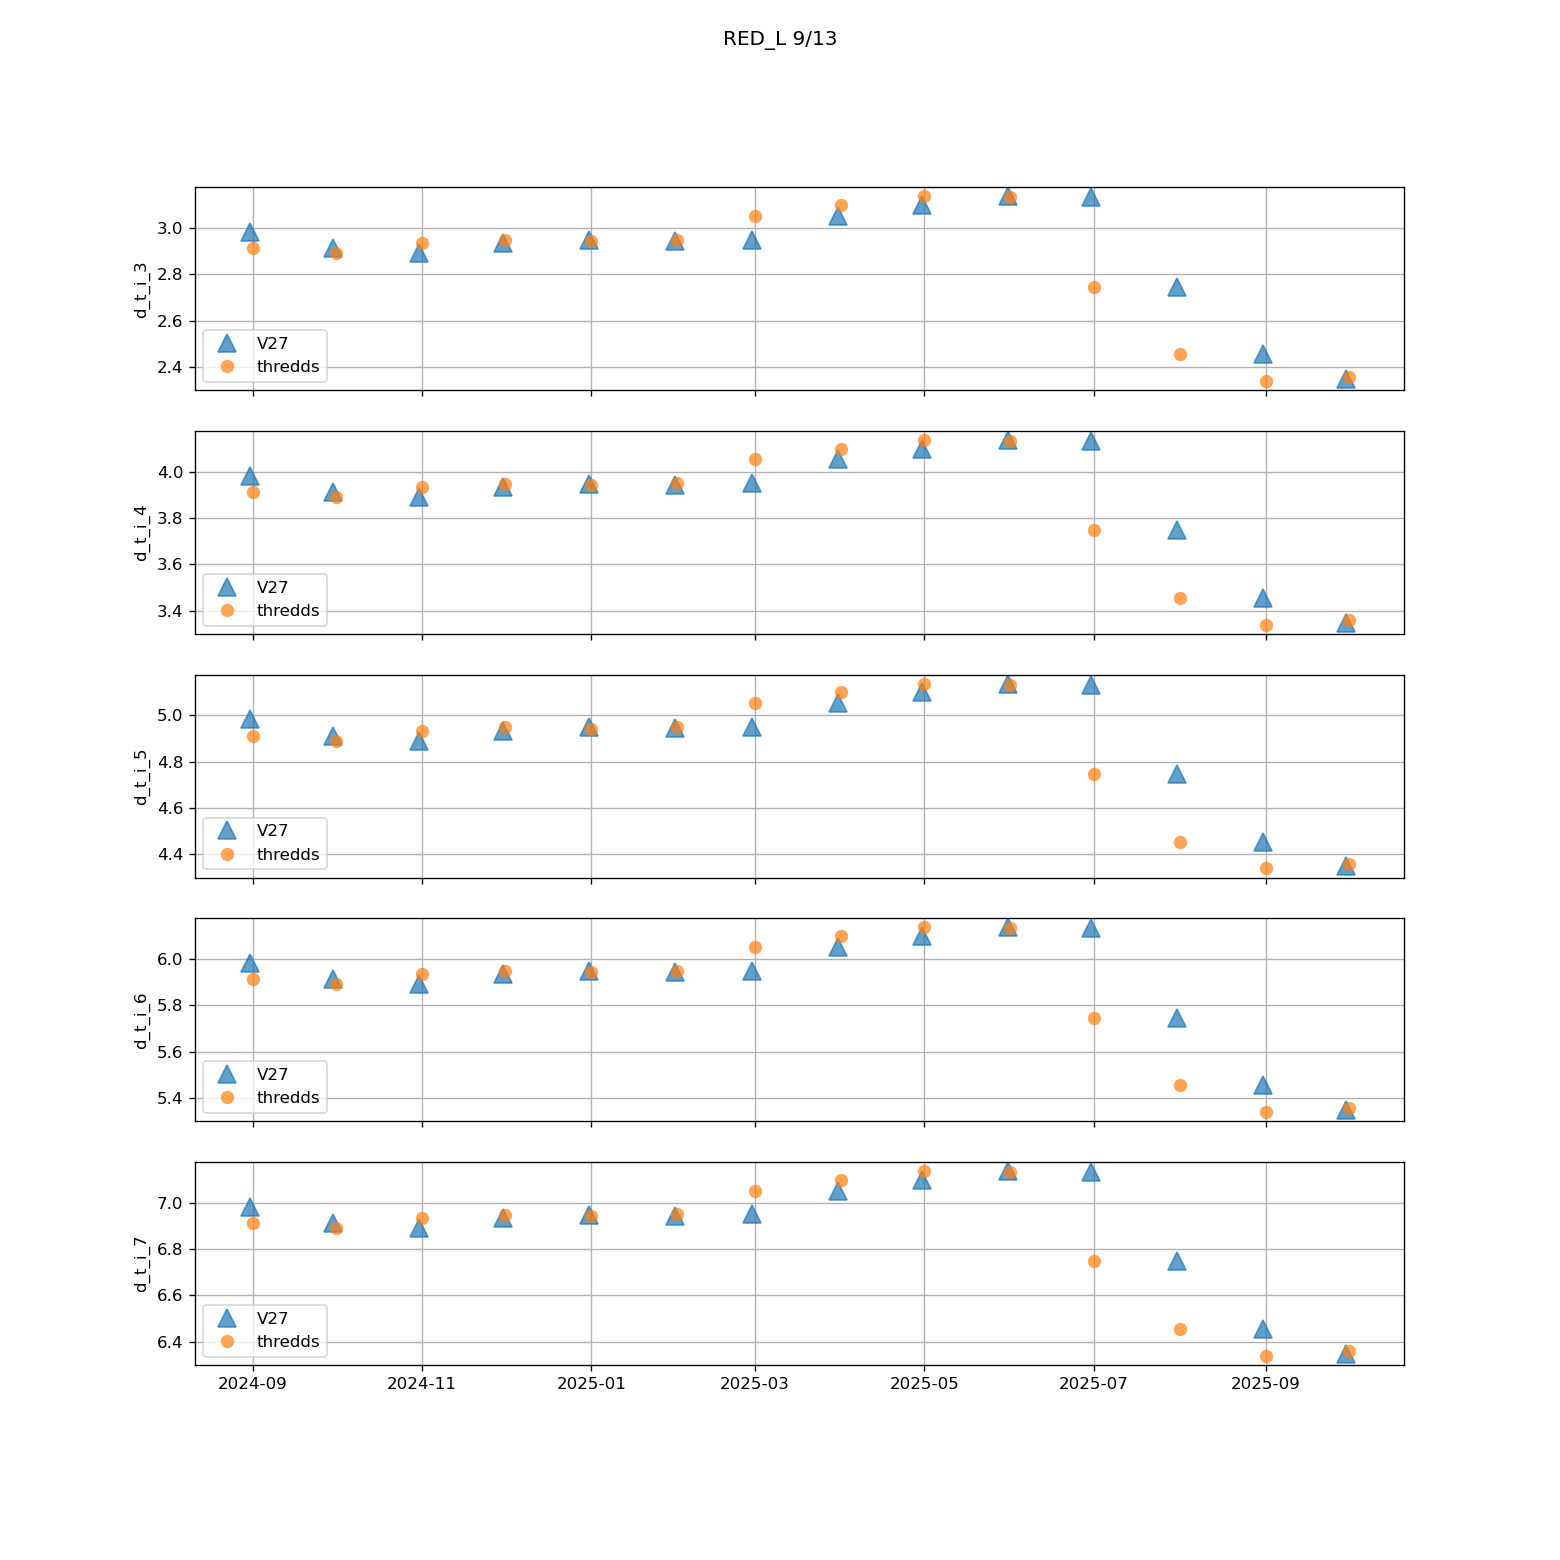 RED_L 9/13
3.0
2.8
2.6
2.4
d_t_i_3
V27
thredds
4.0
3.8
3.6
3.4
d_t_i_4
V27
thredds
5.0
4.8
4.6
4.4
d_t_i_5
V27
thredds
6.0
5.8
5.6
5.4
d_t_i_6
V27
thredds
7.0
6.8
6.6
6.4
d_t_i_7
V27
thredds
2024-09 2024-11 2025-01 2025-03 2025-05 2025-07 2025-09